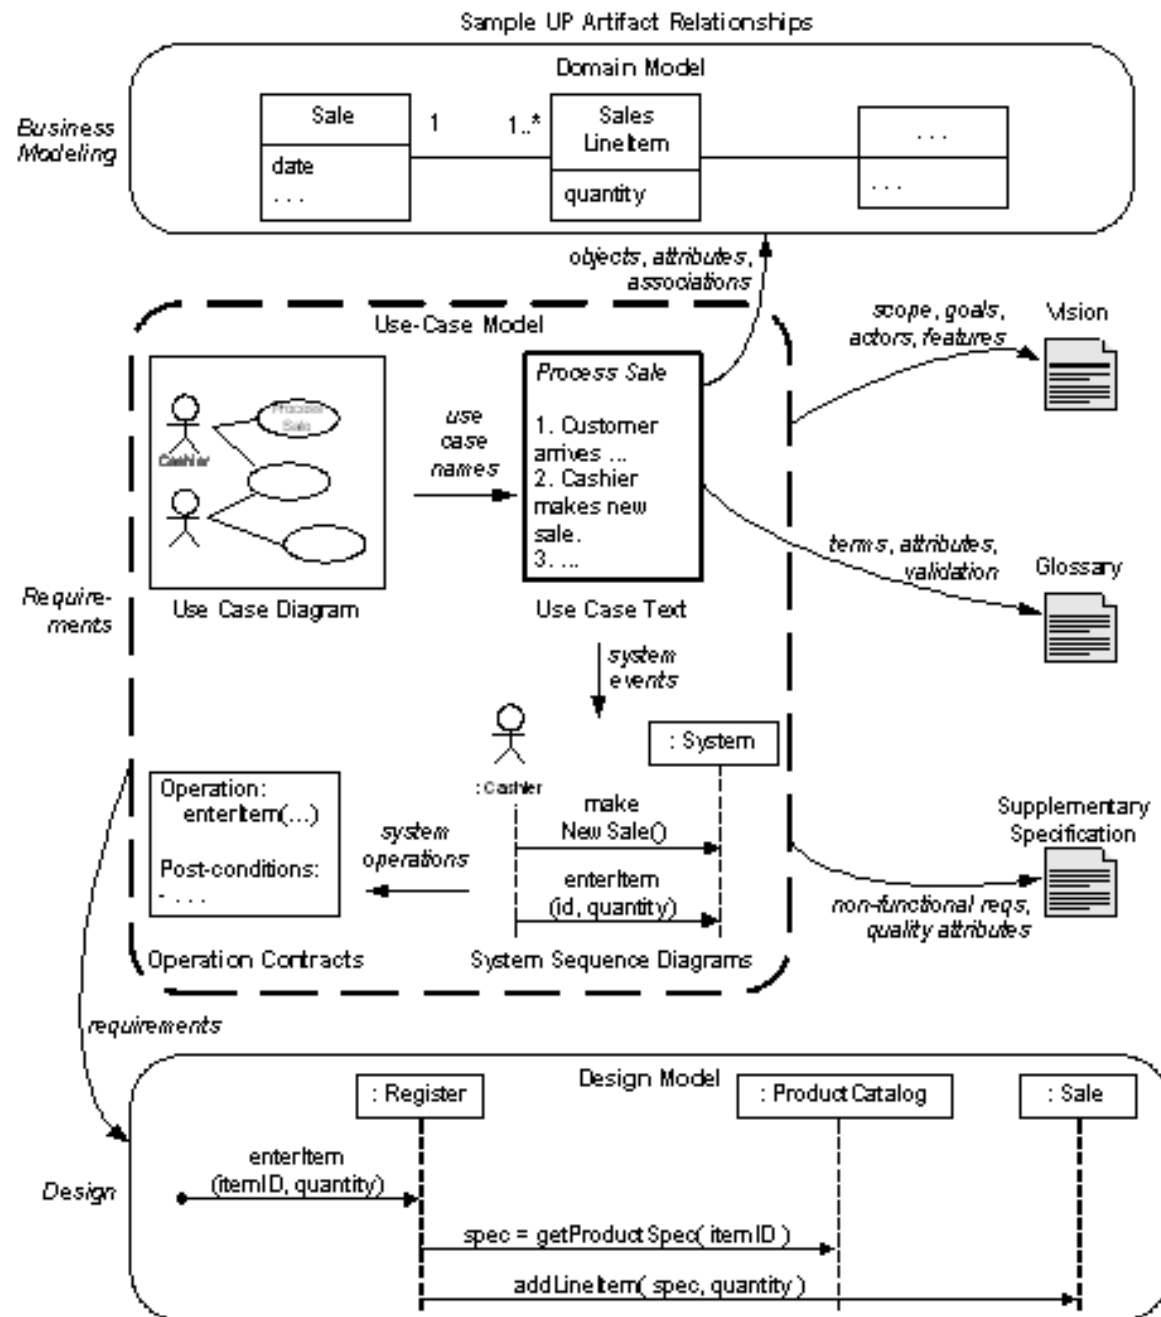 Sample UP Artifact Relationships
Domain Model
Business
Modeling
Sale
1
1..*
Sales
LineItem
. . .
date
. . .
quantity
. . .
objects, attributes,
associations
Use-Case Model
scope, goals,
actors, features
Vision
Process
Sale
Cashier
use
case
names
Process Sale
1. Customer
arrives ...
2. Cashier
makes new
sale.
3. ...
terms, attributes,
validation
Glossary
Require-
ments
Use Case Diagram
Use Case Text
system
events
: System
: Cashier
Operation:
enterItem(...)
Post-conditions:
- . . .
system
operations
make
NewSale()
enterItem
(id, quantity)
Supplementary
Specification
non-functional reqs,
quality attributes
Operation Contracts
System Sequence Diagrams
requirements
Design Model
: Register
: ProductCatalog
: Sale
Design
enterItem
(itemID, quantity)
spec = getProductSpec( itemID )
addLineItem( spec, quantity )